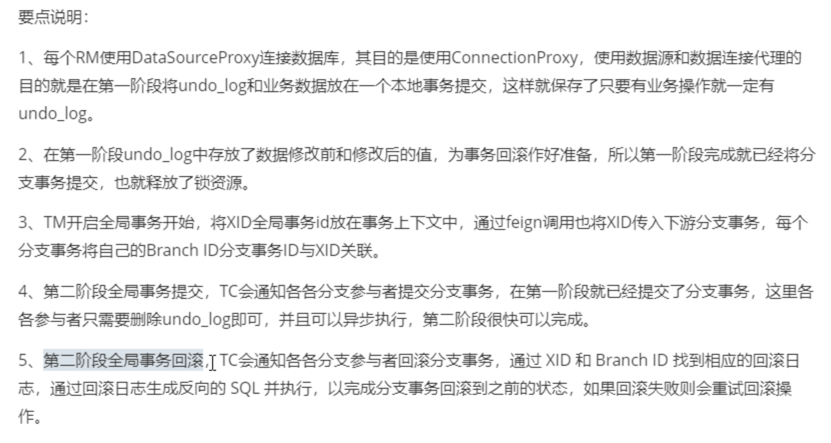 要点说明：
1、每个RM使用DataSourceProxy连接数据库，其目的是使用ConnectionProxy，使用数据源和数据连接代理的
目的就是在第一阶段将undo_log和业务数据放在一个本地事务提交，这样就保存了只要有业务操作就一定有
undo_log。
2、在第一阶段undo_log中存放了数据修改前和修改后的值，为事务回滚作好准备，所以第一阶段完成就已经将分
支事务提交，也就释放了锁资源。
3、TM开启全局事务开始，将XID全局事务id放在事务上下文中，通过feign调用也将XID传入下游分支事务，每个
分支事务将自己的Branch ID分支事务ID与XID关联。
4、第二阶段全局事务提交，TC会通知各各分支参与者提交分支事务，在第一阶段就已经提交了分支事务，这里各
各参与者只需要删除undo_log即可，并且可以异步执行，第二阶段很快可以完成。
5、第二阶段全局事务回滚，TC会通知各各分支参与者回滚分支事务，通过 XID 和 Branch ID 找到相应的回滚日
志，通过回滚日志生成反向的 SQL 并执行，以完成分支事务回滚到之前的状态，如果回滚失败则会重试回滚操
作。